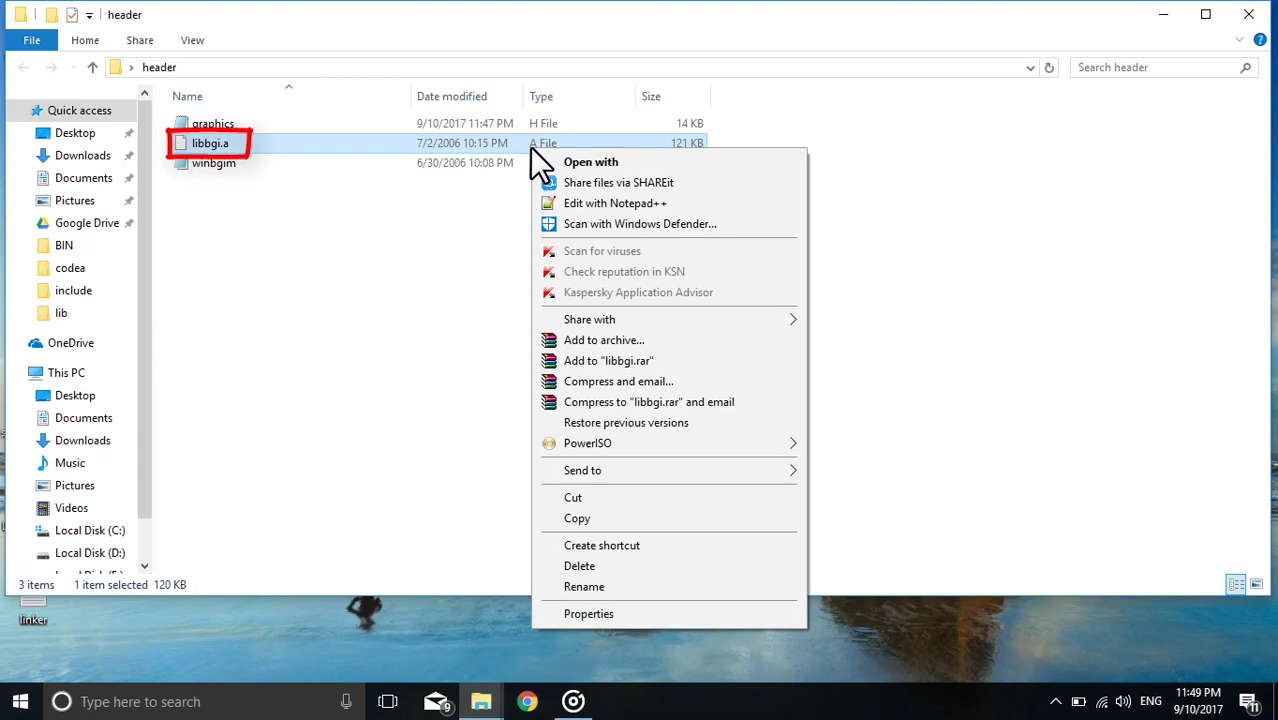 header
File Home Share View
header
Search header
Name Date modified Type Size
Quick access
Desktop
Downloads
Documents
Pictures
Google Drive
BIN
codea
include
lib
OneDrive
This PC
Desktop
Documents
Downloads
Music
Pictures
Videos
Local Disk (C:)
Local Disk (D:)
graphics 9/10/2017 11:47 PM H File 14 KB
libbgi.a 7/2/2006 10:15 PM A File 121 KB
winbgim 6/30/2006 10:08 PM
Open with
Share files via SHAREit
Edit with Notepad++
Scan with Windows Defender...
Scan for viruses
Check reputation in KSN
Kaspersky Application Advisor
Share with
Add to archive...
Add to "libbgi.rar"
Compress and email...
Compress to "libbgi.rar" and email
Restore previous versions
PowerISO
Send to
Cut
Copy
Create shortcut
Delete
Rename
Properties
3 items 1 item selected 120 KB
linker
Type here to search
9
ENG
11:49 PM
9/10/2017
11